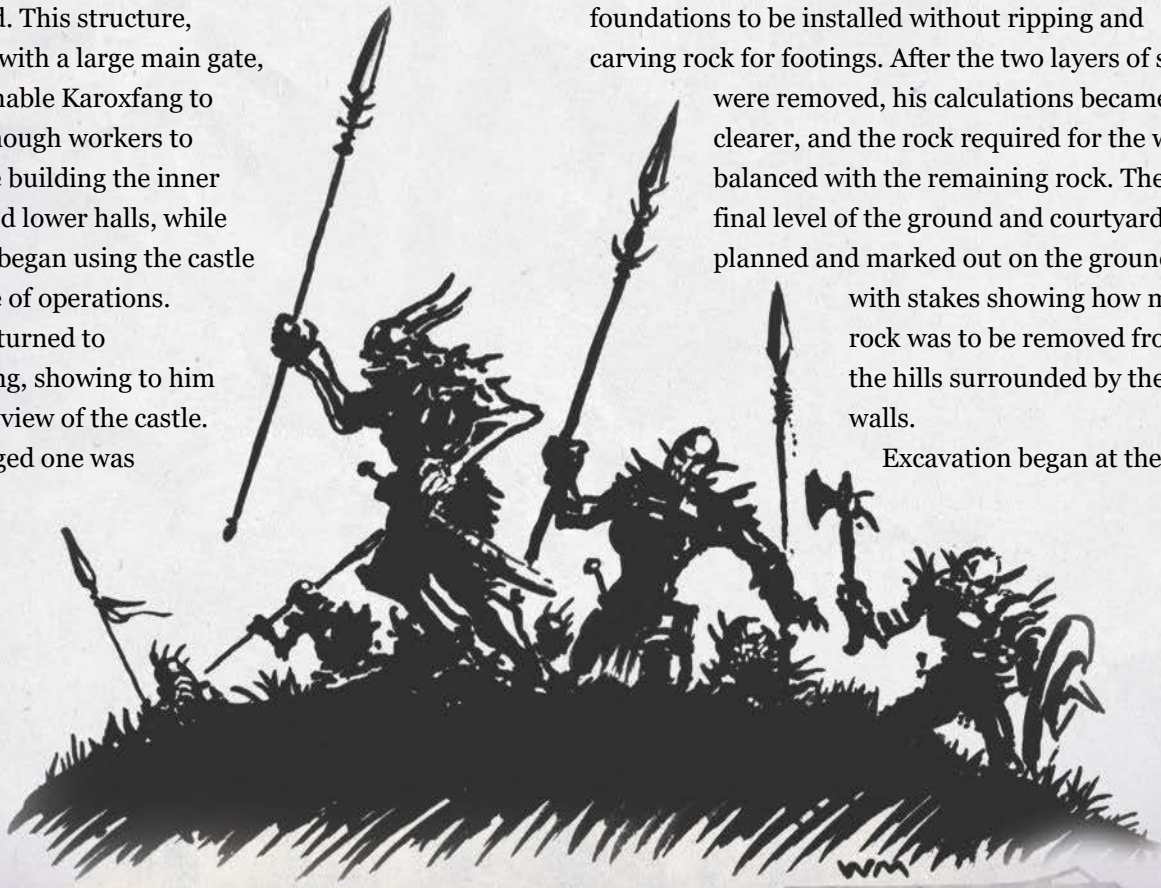 d. This structure,
with a large main gate,
nable Karoxfang to
nough workers to
e building the inner
d lower halls, while
began using the castle
e of operations.
turned to
ng, showing to him
view of the castle.
ged one was
foundations to be installed without ripping and
carving rock for footings. After the two layers of s
were removed, his calculations became
clearer, and the rock required for the w
balanced with the remaining rock. The
final level of the ground and courtyard
planned and marked out on the ground
with stakes showing how m
rock was to be removed fro
the hills surrounded by the
walls.
Excavation began at the
WM